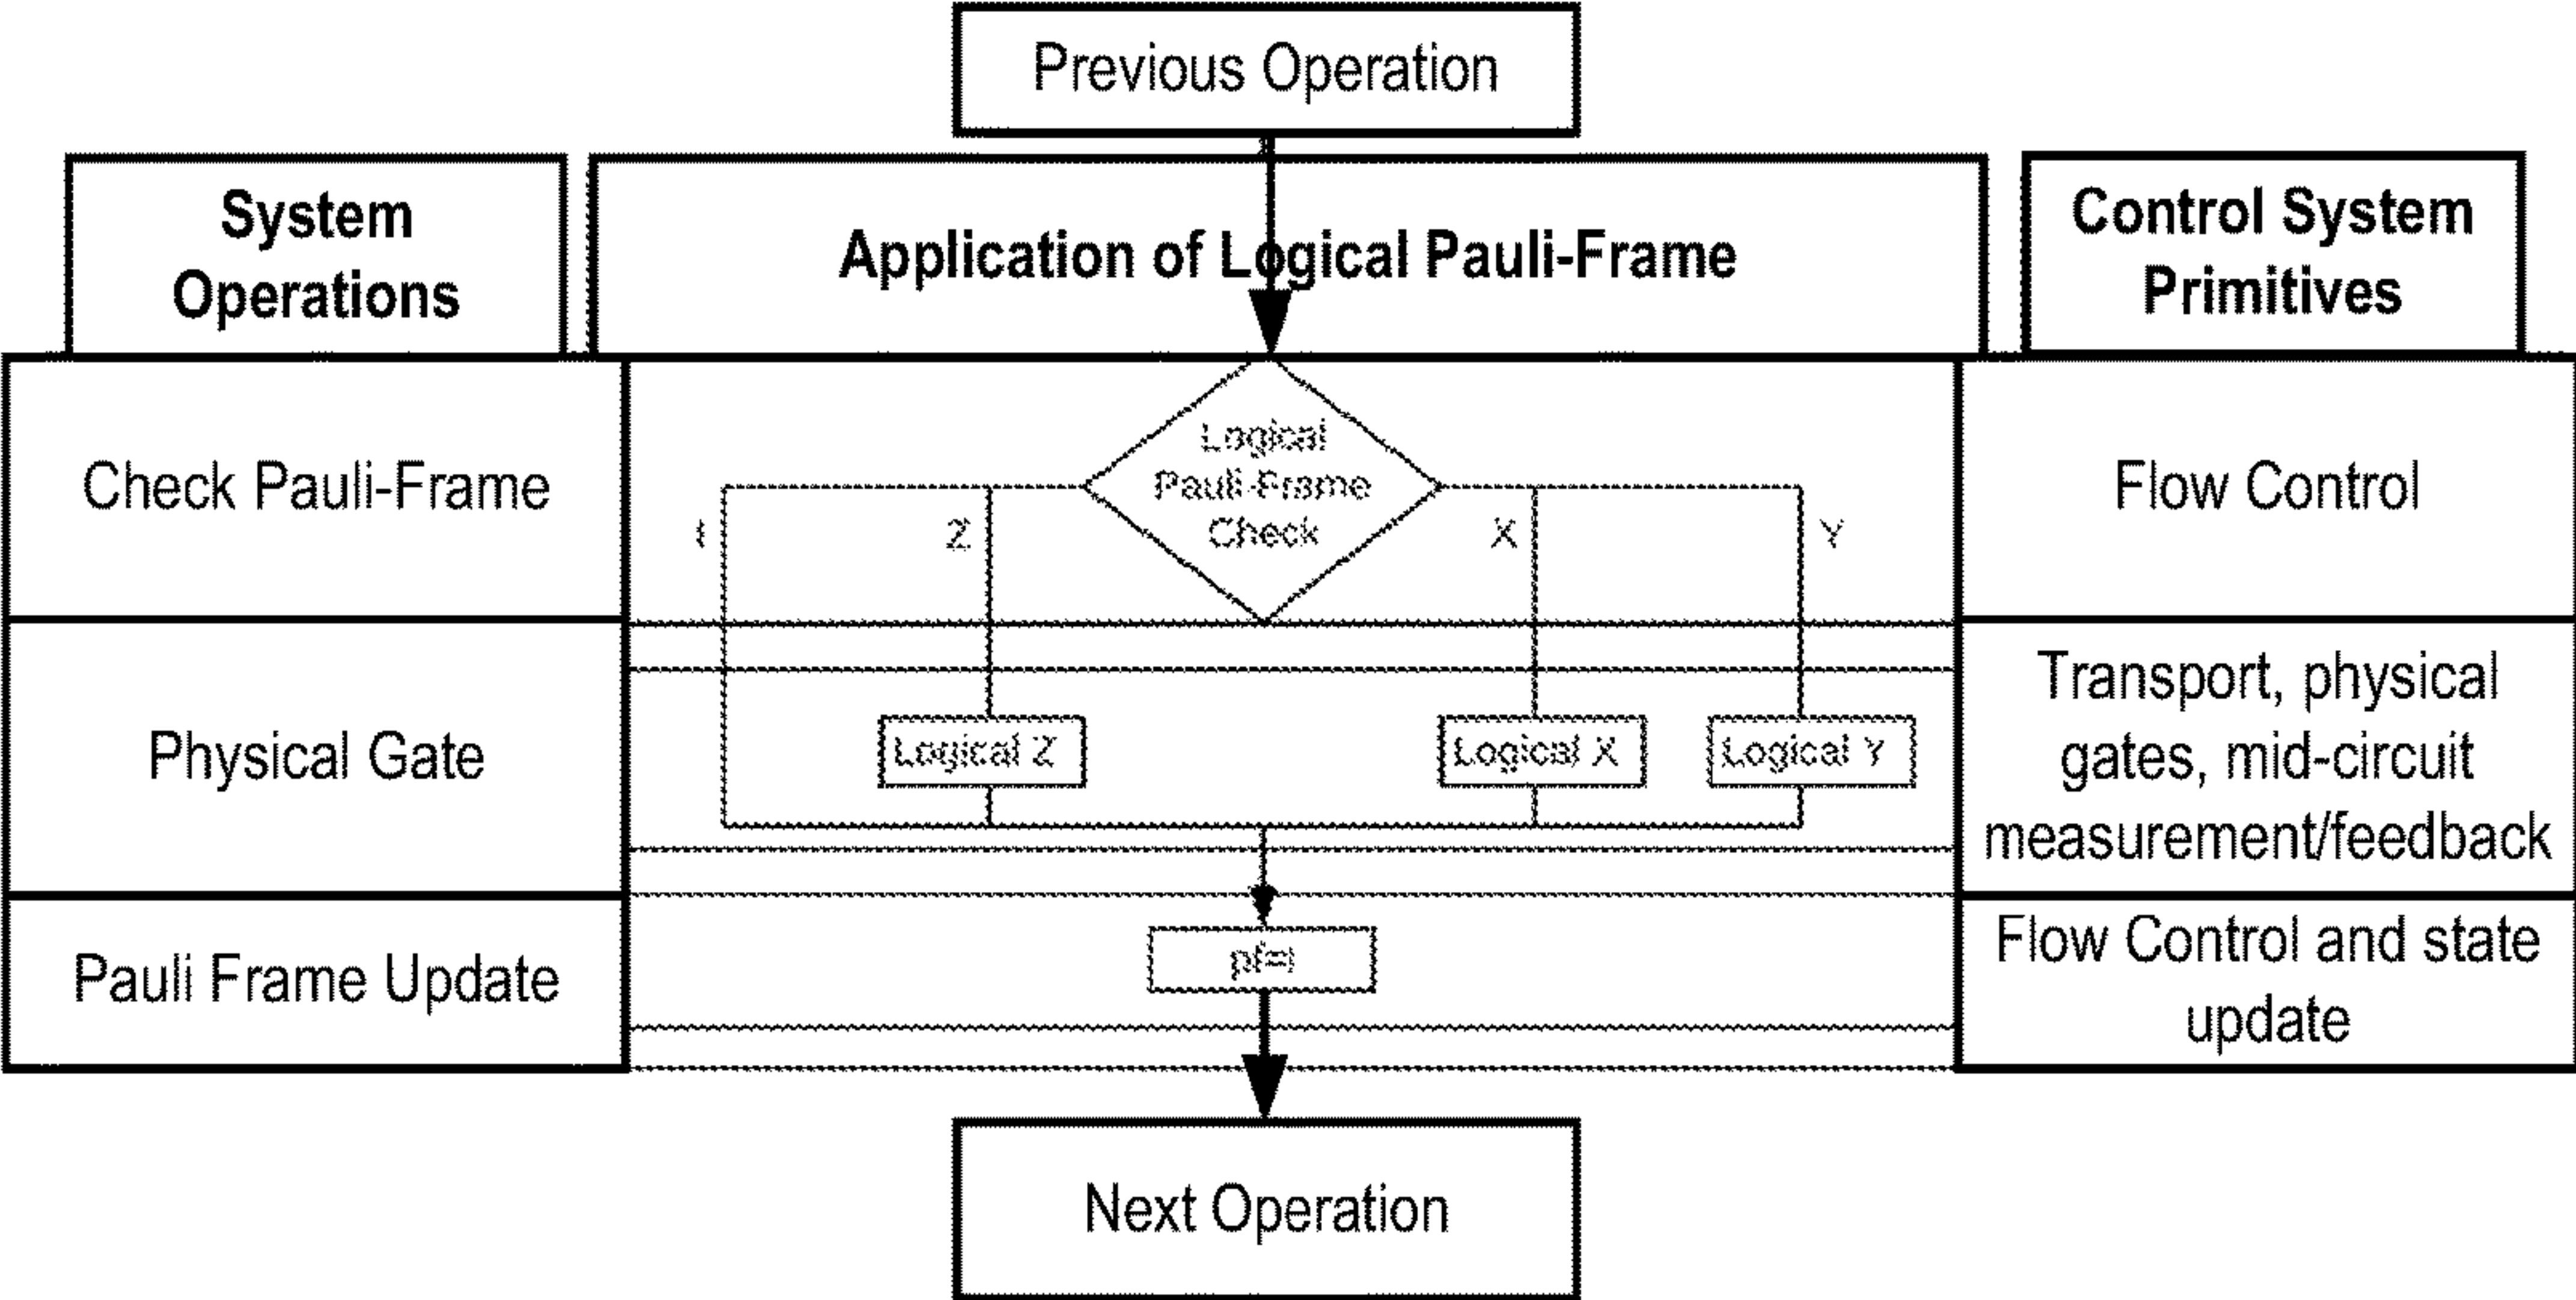 Previous Operation
System
Operations
Application of Logical Pauli-Frame
Control System
Primitives
Check Pauli-Frame
Logical
Pauli-Frame
Check
Z
X
Y
Flow Control
Physical Gate
Logical Z
Logical X
Logical Y
Transport, physical
gates, mid-circuit
measurement/feedback
Pauli Frame Update
Flow Control and state
update
Next Operation